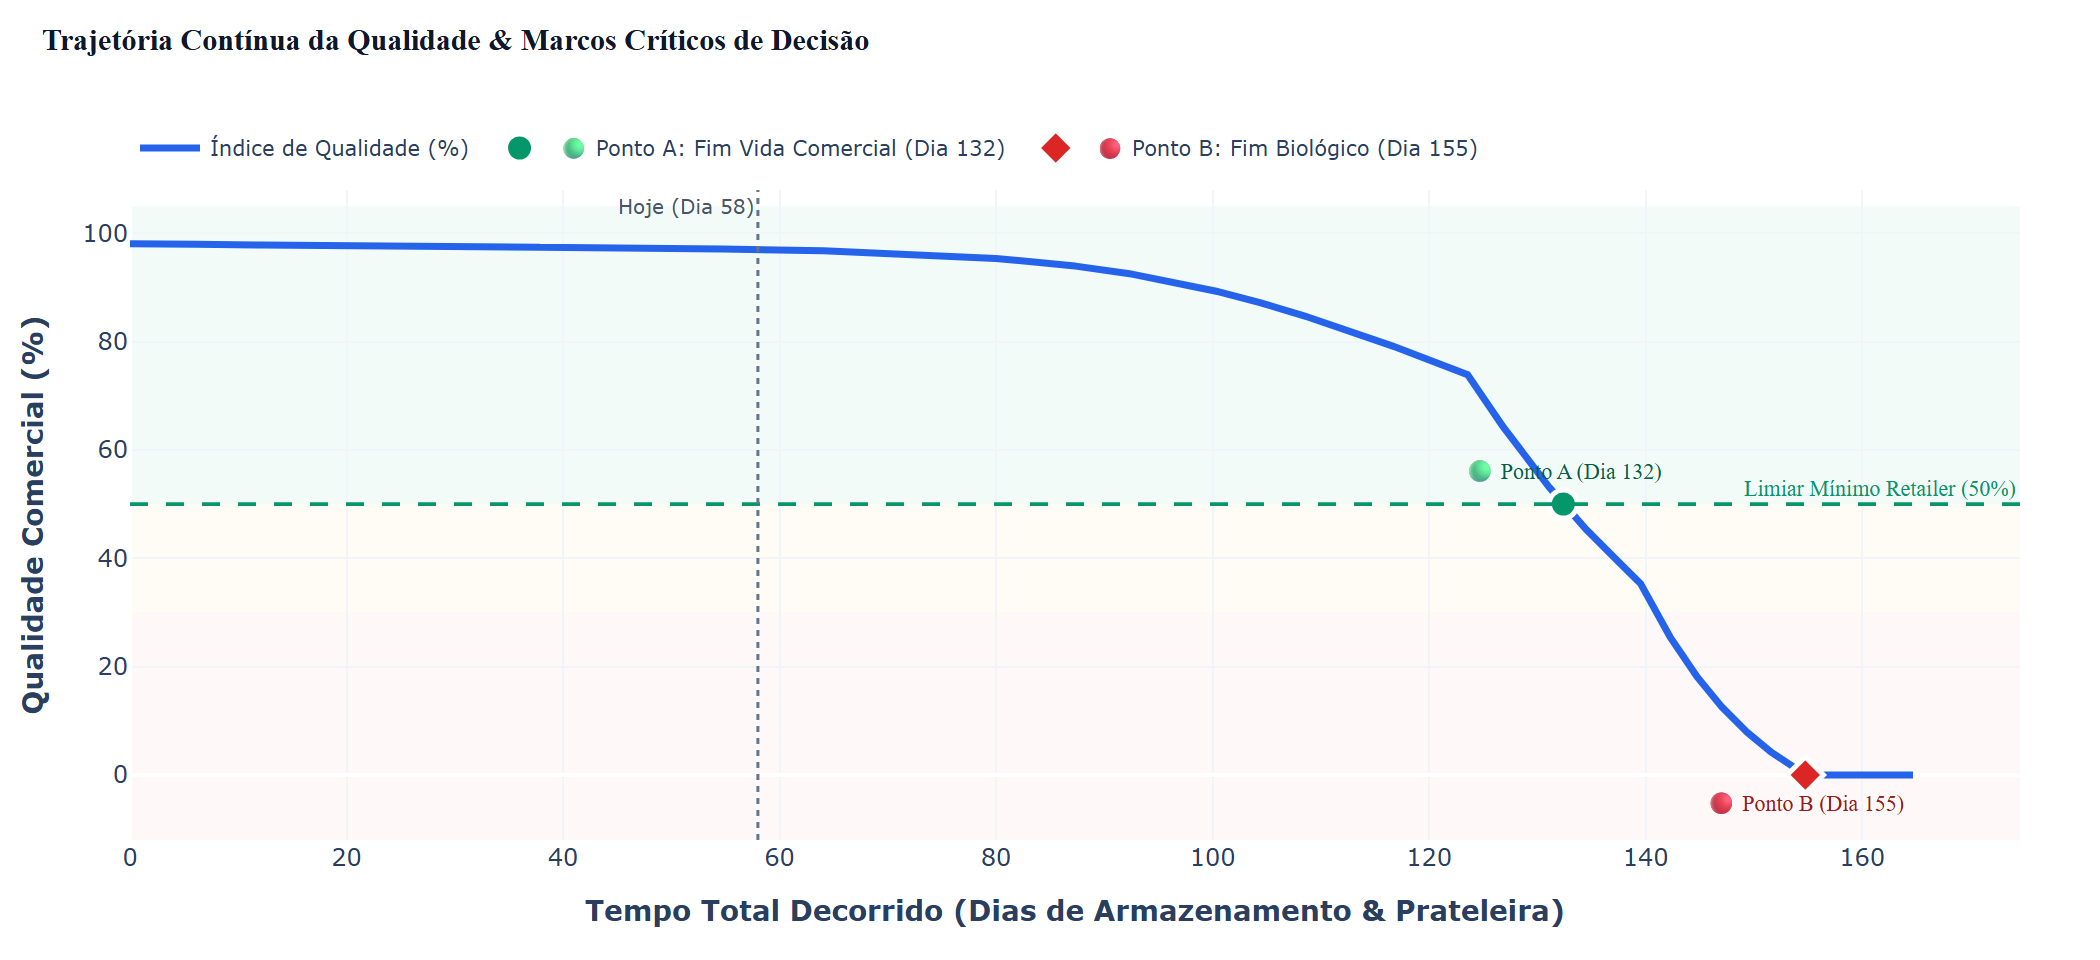 Trajetória Contínua da Qualidade & Marcos Críticos de Decisão
Índice de Qualidade (%)
Ponto A: Fim Vida Comercial (Dia 132)
Ponto B: Fim Biológico (Dia 155)
Hoje (Dia 58)
Qualidade Comercial (%)
100
80
60
40
20
0
Ponto A (Dia 132)
Limiar Mínimo Retailer (50%)
Ponto B (Dia 155)
0 20 40 60 80 100 120 140 160
Tempo Total Decorrido (Dias de Armazenamento & Prateleira)